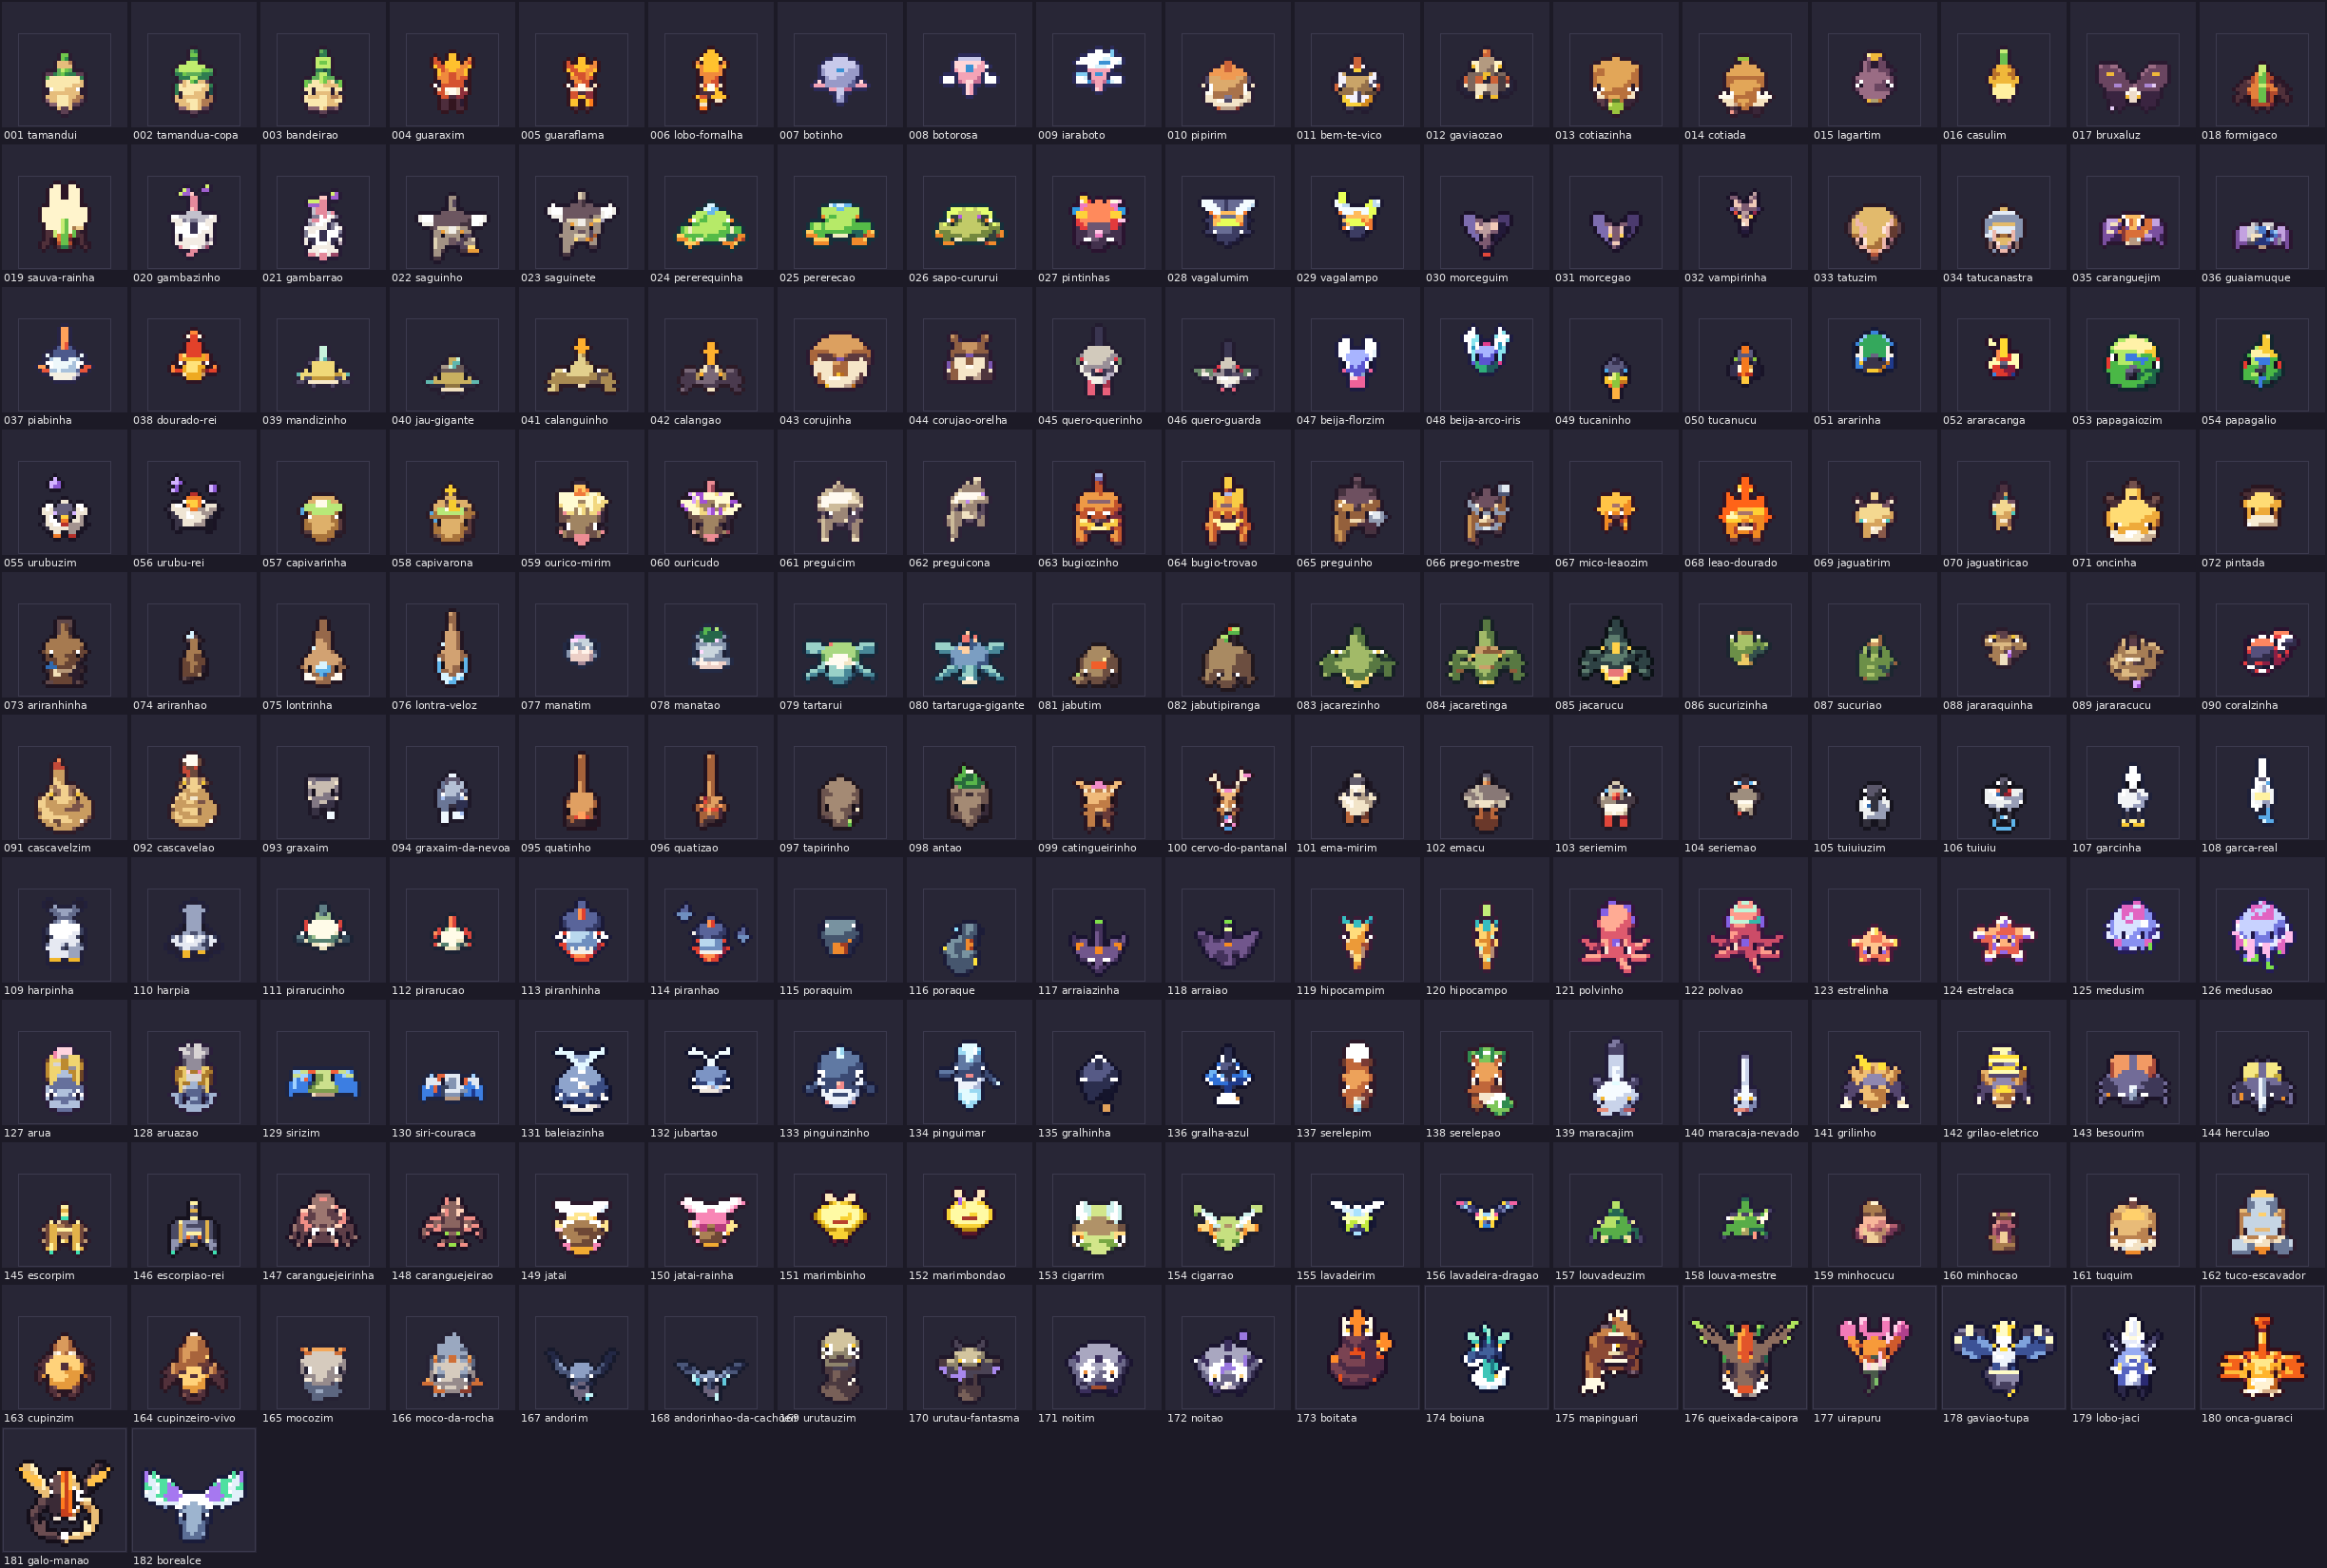 001 tamandui 002 tamandua-copa 003 bandeirao 004 guaraxim 005 guaraflama 006 lobo-fornalha 007 botinho 008 botorosa 009 iaraboto 010 pipirim 011 bem-te-vico 012 gaviaozao 013 cotiazinha 014 cotiada 015 lagartim 016 casulim 017 bruxaluz 018 formigaco
019 sauva-rainha 020 gambazinho 021 gambarrao 022 saguinho 023 saguinete 024 pererequinha 025 perecao 026 sapo-cururui 027 pintinhas 028 vagalumim 029 vagalampo 030 morceguim 031 morcegao 032 vampirinha 033 tatuzim 034 tatucanastra 035 caranguejim 036 guaiamuque
037 piabinha 038 dourado-rei 039 mandizinho 040 jau-gigante 041 calanguinho 042 calangao 043 corujinha 044 corujao-orelha 045 quero-querinho 046 quero-guarda 047 beija-florzim 048 beija-arco-iris 049 tucaninho 050 tucanucu 051 ararinha 052 araracanga 053 papagaiozim 054 papagalio
055 urubuzim 056 urubu-rei 057 capivarinha 058 capivarona 059 ourico-mirim 060 ouricudo 061 preguicim 062 preguicona 063 bugiozinho 064 bugio-trovao 065 preguinho 066 prego-mestre 067 mico-leaozim 068 leao-dourado 069 jaguatirim 070 jaguatiricao 071 oncinha 072 pintada
073 ariranhinha 074 ariranhao 075 lontrinha 076 lontra-veloz 077 manatim 078 manatao 079 tartarui 080 tartaruga-gigante 081 jabutim 082 jabutipiranga 083 jacarezinho 084 jacaretinga 085 jacarucu 086 sucurizinha 087 sucuriao 088 jararaquinha 089 jararacucu 090 coralzinha
091 cascavelzim 092 cascavelao 093 graxaim 094 graxaim-da-nevoa 095 quatinho 096 quatizao 097 tapirinho 098 antao 099 catingueirinho 100 cervo-do-pantanal 101 ema-mirim 102 emacu 103 seriemim 104 seriemao 105 tuiuiuzim 106 tuiuiu 107 garcinha 108 garca-real
109 harpinha 110 harpia 111 pirarucinho 112 pirarucao 113 piranhinha 114 piranhao 115 poraquim 116 poraque 117 arraiazinha 118 arraiao 119 hipocampim 120 hipocampo 121 polvinho 122 polvao 123 estrelinha 124 estrelaca 125 medusim 126 medusao
127 arua 128 aruazao 129 sirizim 130 siri-couraca 131 baleiazinha 132 jubartao 133 pinguinzinho 134 pinguimar 135 gralhinha 136 gralha-azul 137 serelepim 138 serelepao 139 maracajim 140 maracaja-nevado 141 grilinho 142 grilao-eletrico 143 besourim 144 herculao
145 escorpim 146 escorpiao-rei 147 caranguejeirinha 148 caranguejeirao 149 jatai 150 jatai-rainha 151 marimbinho 152 marimbondao 153 cigarrim 154 cigarrao 155 lavadeirim 156 lavadeira-dragao 157 louvadeuzim 158 louva-mestre 159 minhocucu 160 minhocao 161 tuquim 162 tuco-escavador
163 cupinzim 164 cupinzeiro-vivo 165 mocozim 166 moco-da-rocha 167 andorim 168 andorinhao-da-cachoe 169 urutauzim 170 urutau-fantasma 171 noitim 172 noitao 173 boitata 174 boiuna 175 mapinguari 176 queixada-caipora 177 uirapuru 178 gaviao-tupa 179 lobo-jaci 180 onca-guaraci
181 galo-manao 182 borealce